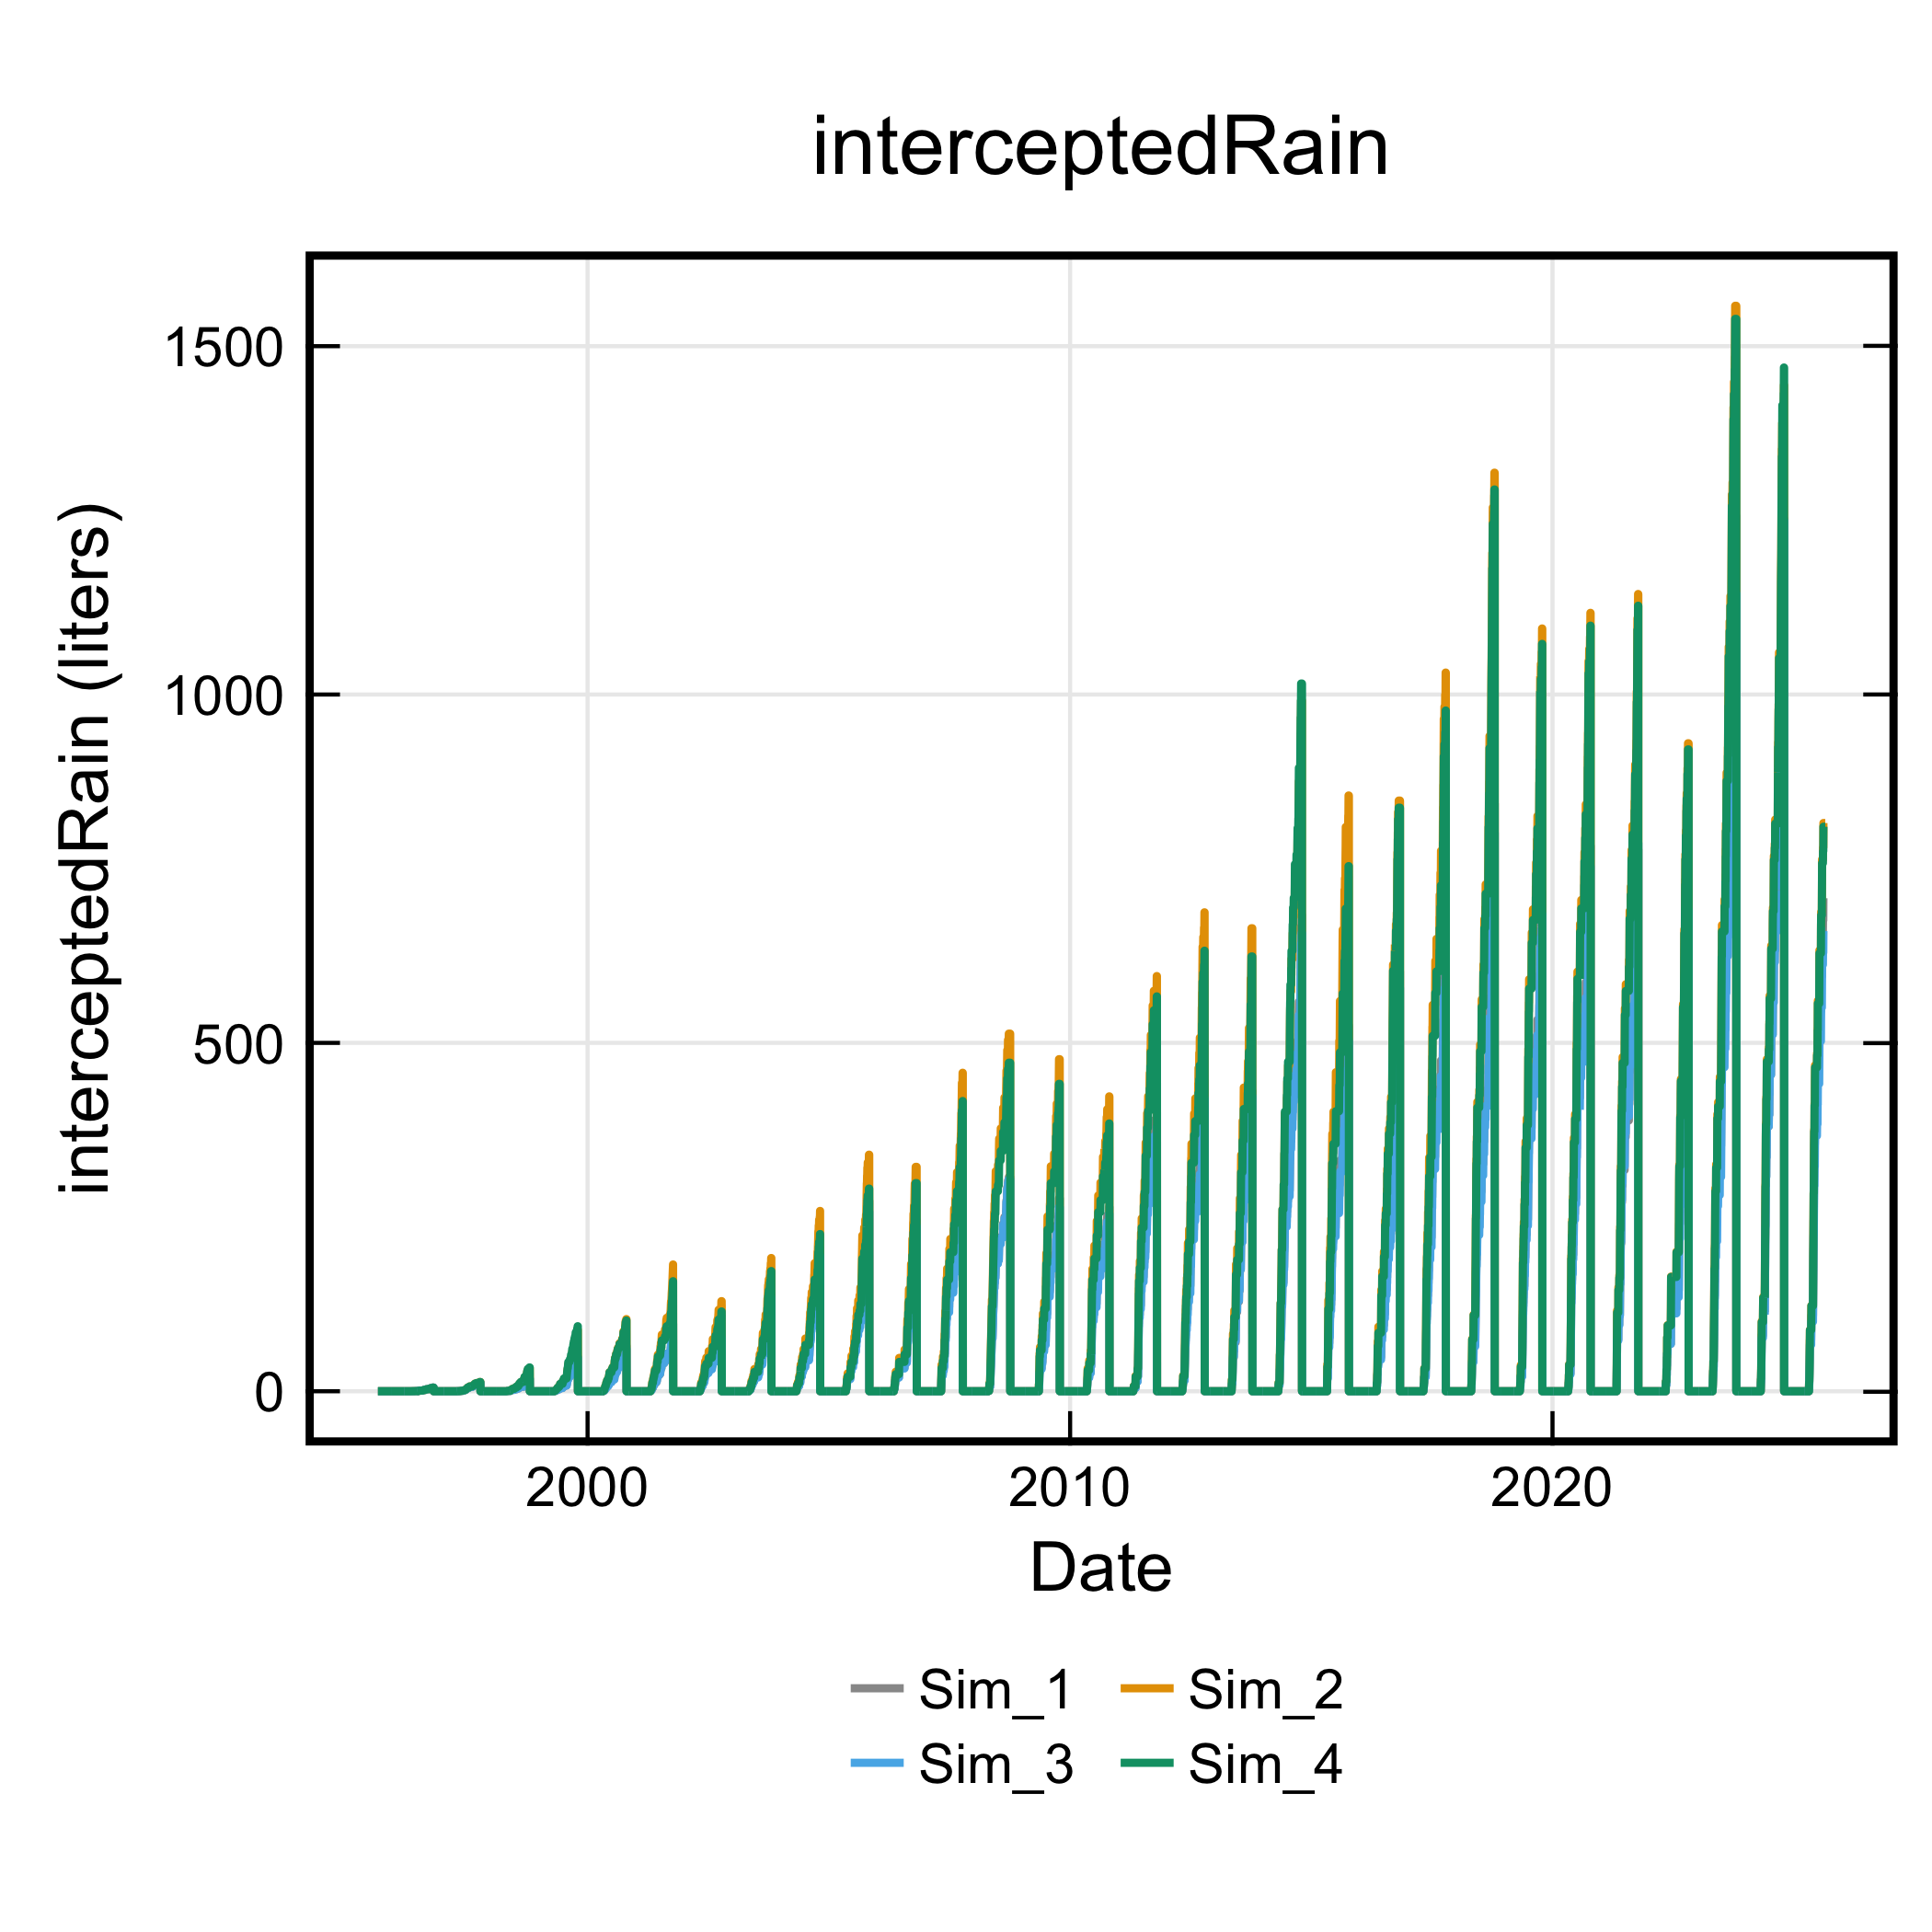 interceptedRain
interceptedRain (liters)
1500
1000
500
0
2000 2010 2020
Date
Sim_1 Sim_2
Sim_3 Sim_4